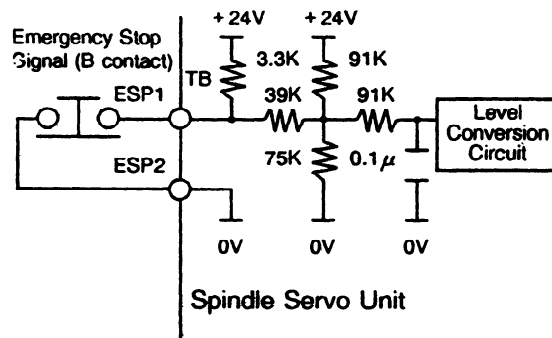 +24V +24V
Emergency Stop
Signal (B contact)
3.3K 91K
TB
ESP1
39K 91K
Level
Conversion
Circuit
ESP2
75K 0.1μ
0V 0V 0V
Spindle Servo Unit